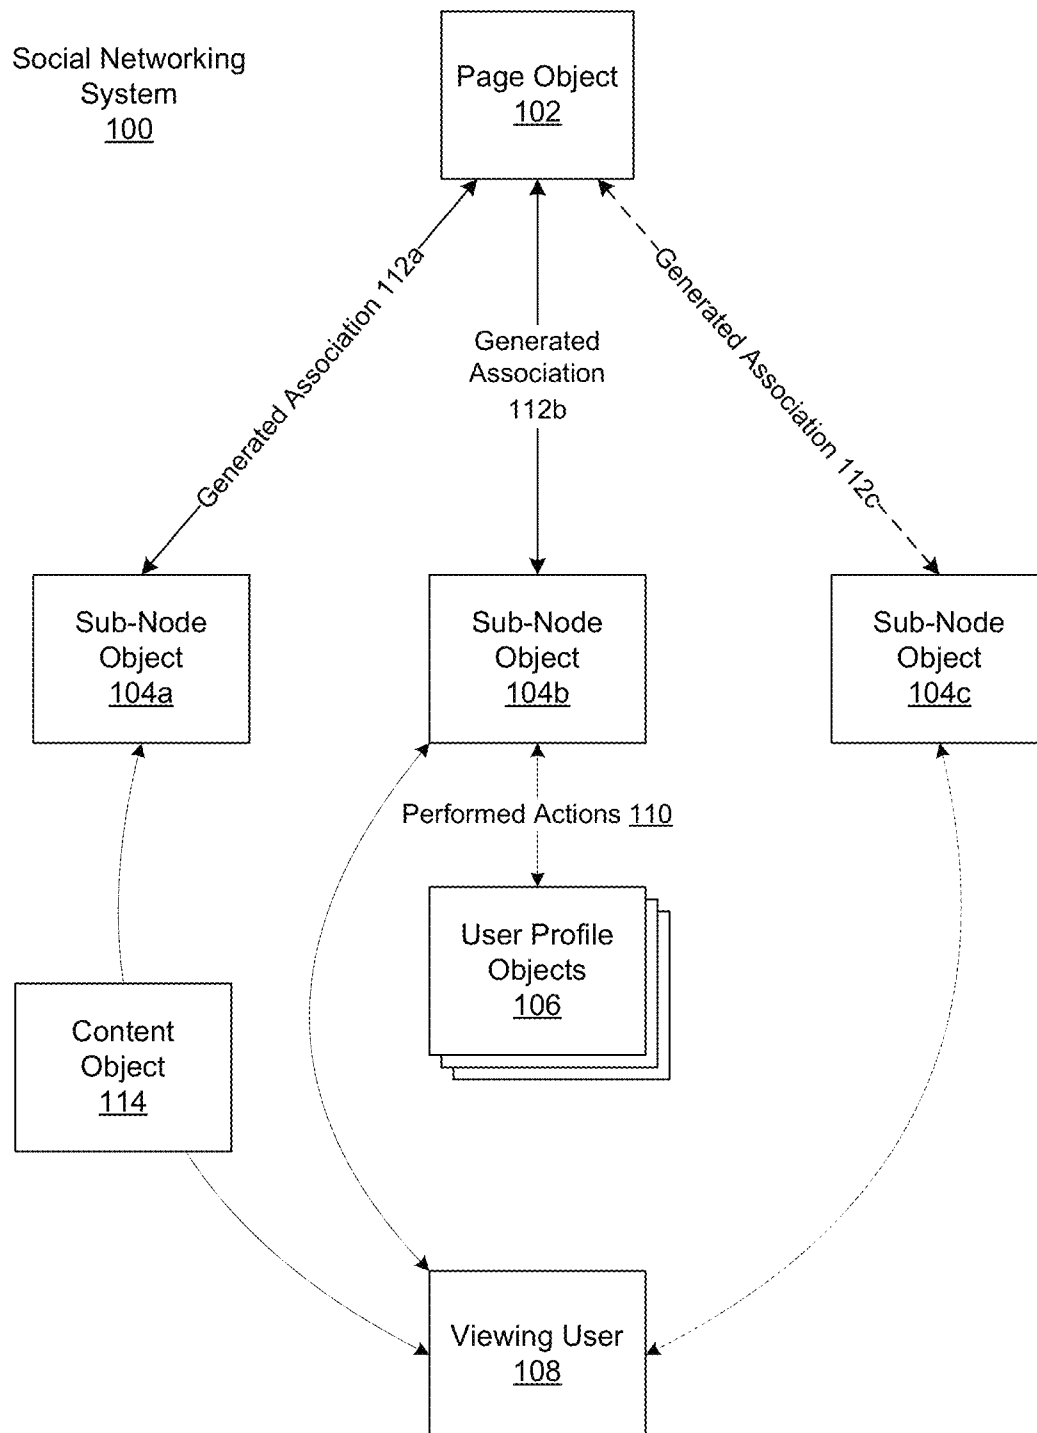 Social Networking
System
100
Page Object
102
Generated Association 112a
Generated
Association
112b
Generated Association 112c
Sub-Node
Object
104a
Sub-Node
Object
104b
Sub-Node
Object
104c
Performed Actions 110
User Profile
Objects
106
Content
Object
114
Viewing User
108